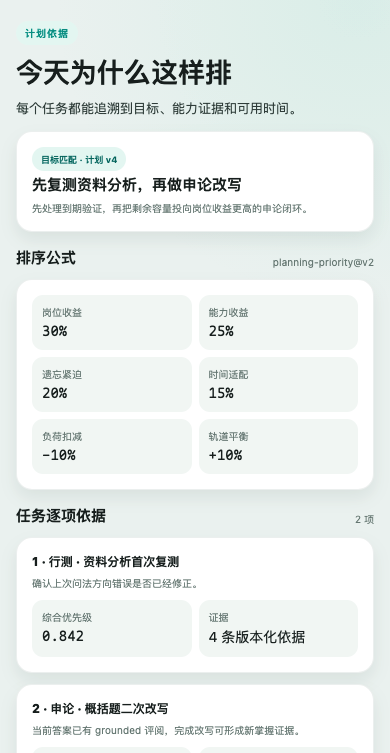 计划依据
今天为什么这样排
每个任务都能追溯到目标、能力证据和可用时间。
目标匹配 · 计划 v4
先复测资料分析，再做申论改写
先处理到期验证，再把剩余容量投向岗位收益更高的申论闭环。
排序公式
planning-priority@v2
岗位收益
30%
能力收益
25%
遗忘紧迫
20%
时间适配
15%
负荷扣减
-10%
轨道平衡
+10%
任务逐项依据
2 项
1 · 行测 · 资料分析首次复测
确认上次问法方向错误是否已经修正。
综合优先级
0.842
证据
4 条版本化依据
2 · 申论 · 概括题二次改写
当前答案已有 grounded 评阅，完成改写可形成新掌握证据。